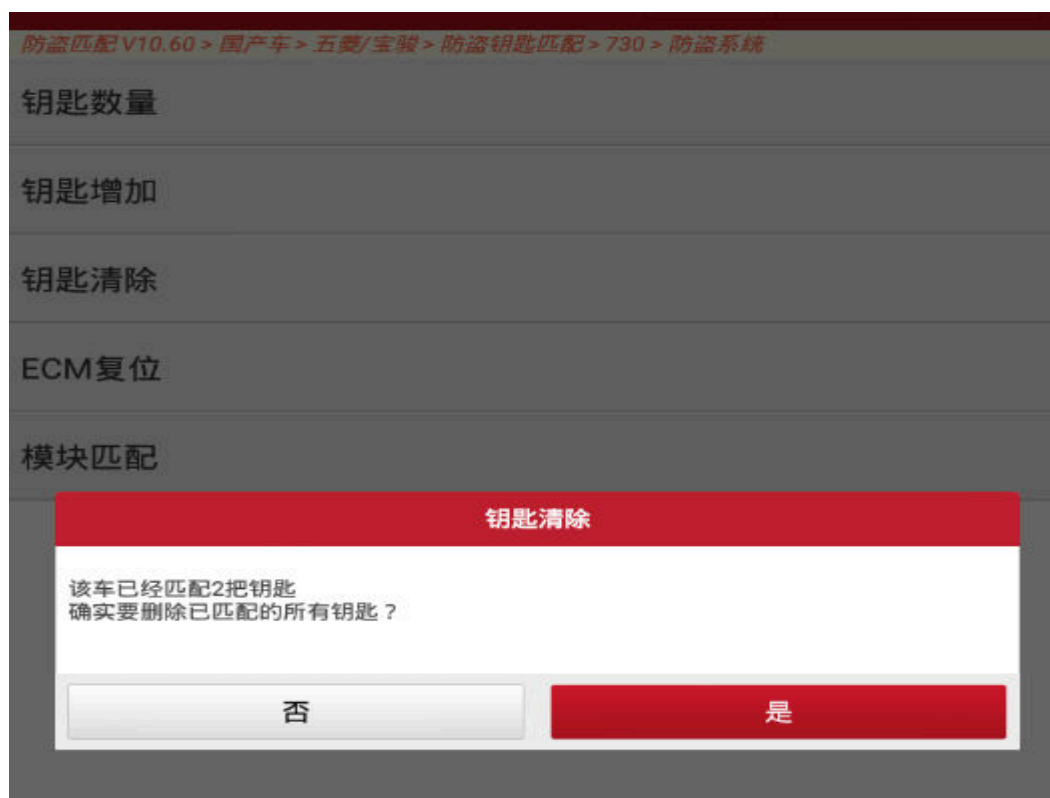 防盗匹配 V10.60 > 国产车 > 五菱/宝骏 > 防盗钥匙匹配 > 730 > 防盗系统
钥匙数量
钥匙增加
钥匙清除
ECM复位
模块匹配
钥匙清除
该车已经匹配2把钥匙
确实要删除已匹配的所有钥匙？
否
是